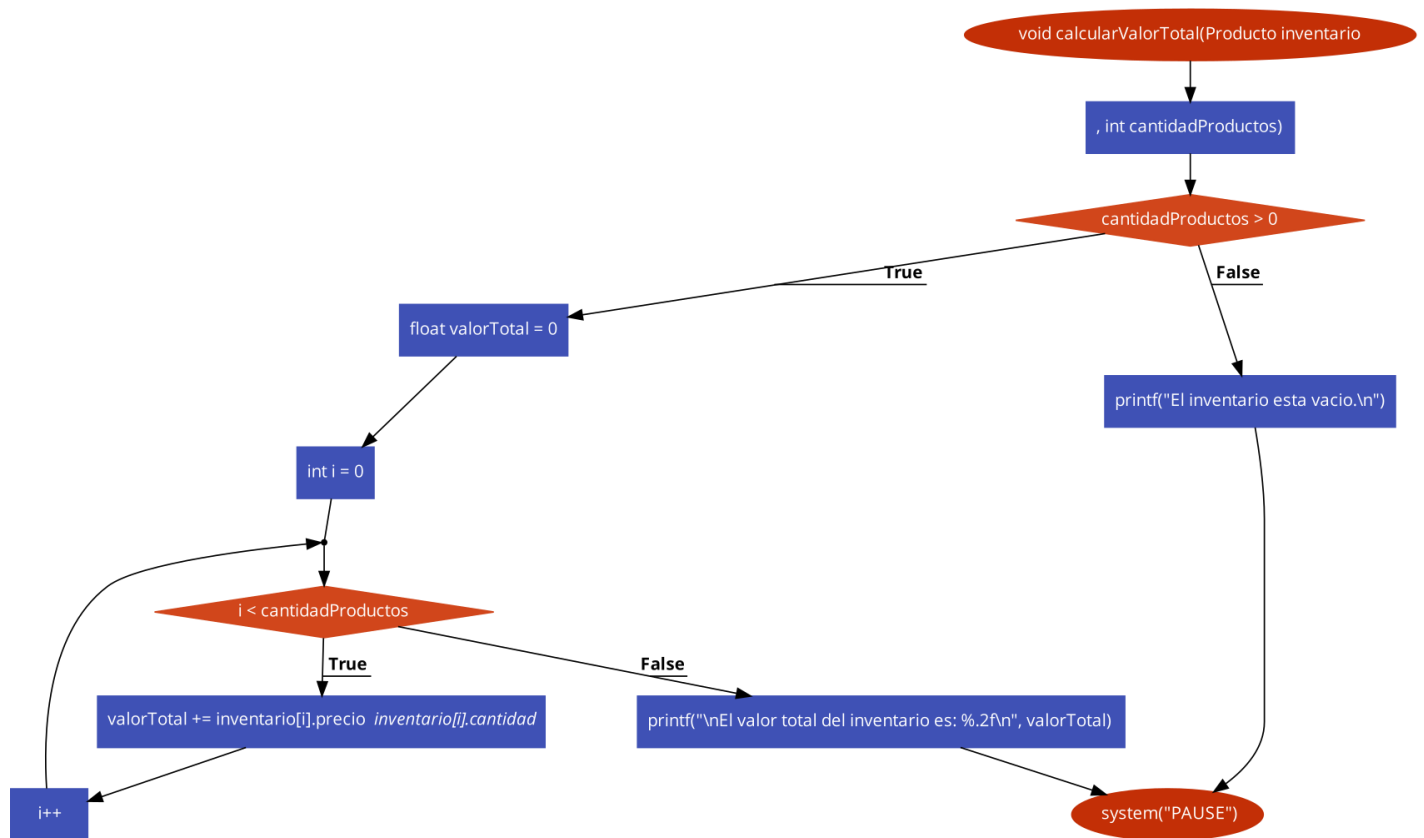 void calcularValorTotal(Producto inventario
, int cantidadProductos)
cantidadProductos > 0
True
False
float valorTotal = 0
printf("El inventario esta vacio.\n")
int i = 0
i < cantidadProductos
True
False
valorTotal += inventario[i].precio  inventario[i].cantidad
printf("\nEl valor total del inventario es: %.2f\n", valorTotal)
i++
system("PAUSE")